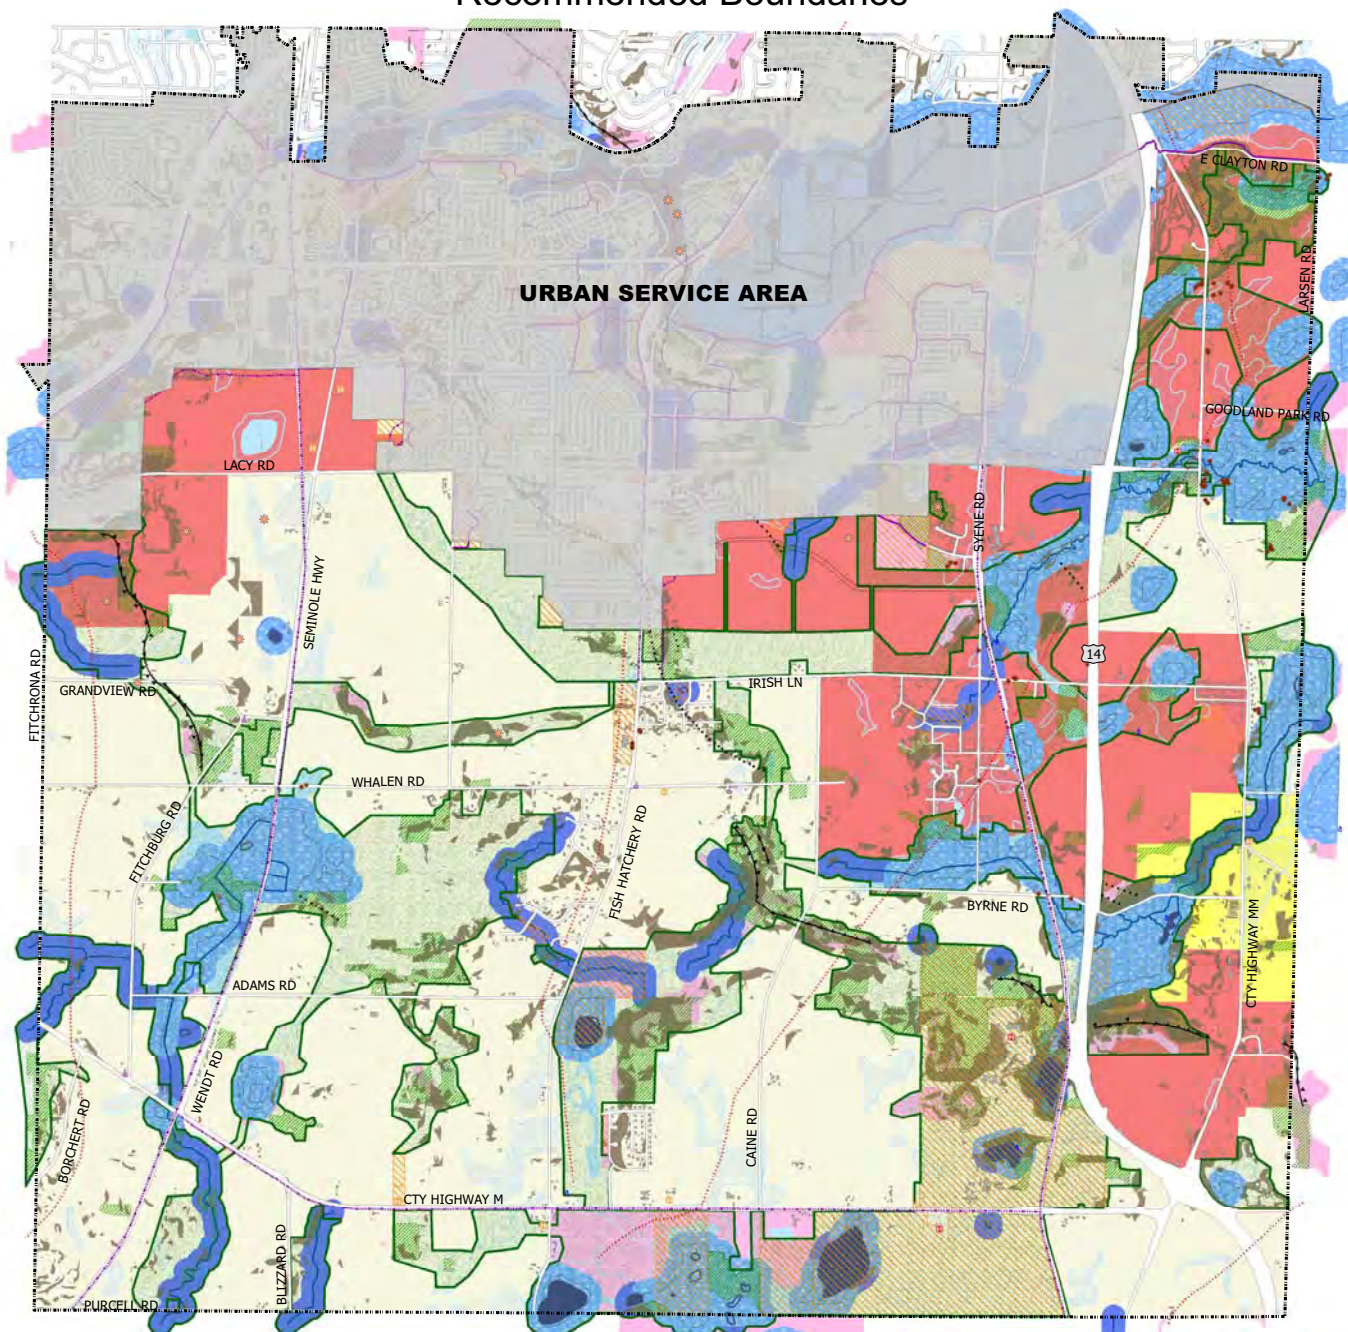 Recommended Boundaries
E CLAYTON RD
LARSEN RD
URBAN SERVICE AREA
GOODLAND PARK RD
LACY RD
SYENE RD
SEMINOLE HWY
FITCHRONA RD
14
IRISH LN
GRANDVIEW RD
WHALEN RD
FITCHBURG RD
FISH HATCHERY RD
BYRNE RD
CTY HIGHWAY MM
ADAMS RD
WENDT RD
BORCHERT RD
CAINE RD
CTY HIGHWAY M
BLIZZARD RD
PURCELL RD